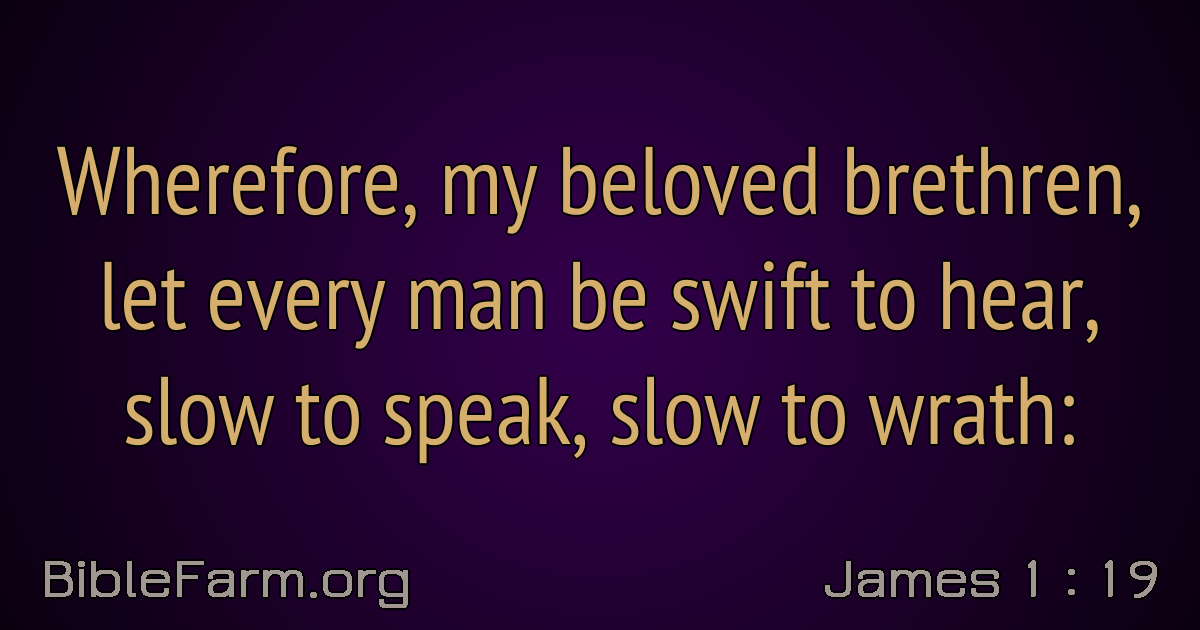 Wherefore, my beloved brethren,
let every man be swift to hear,
slow to speak, slow to wrath:
BibleFarm.org
James 1 : 19